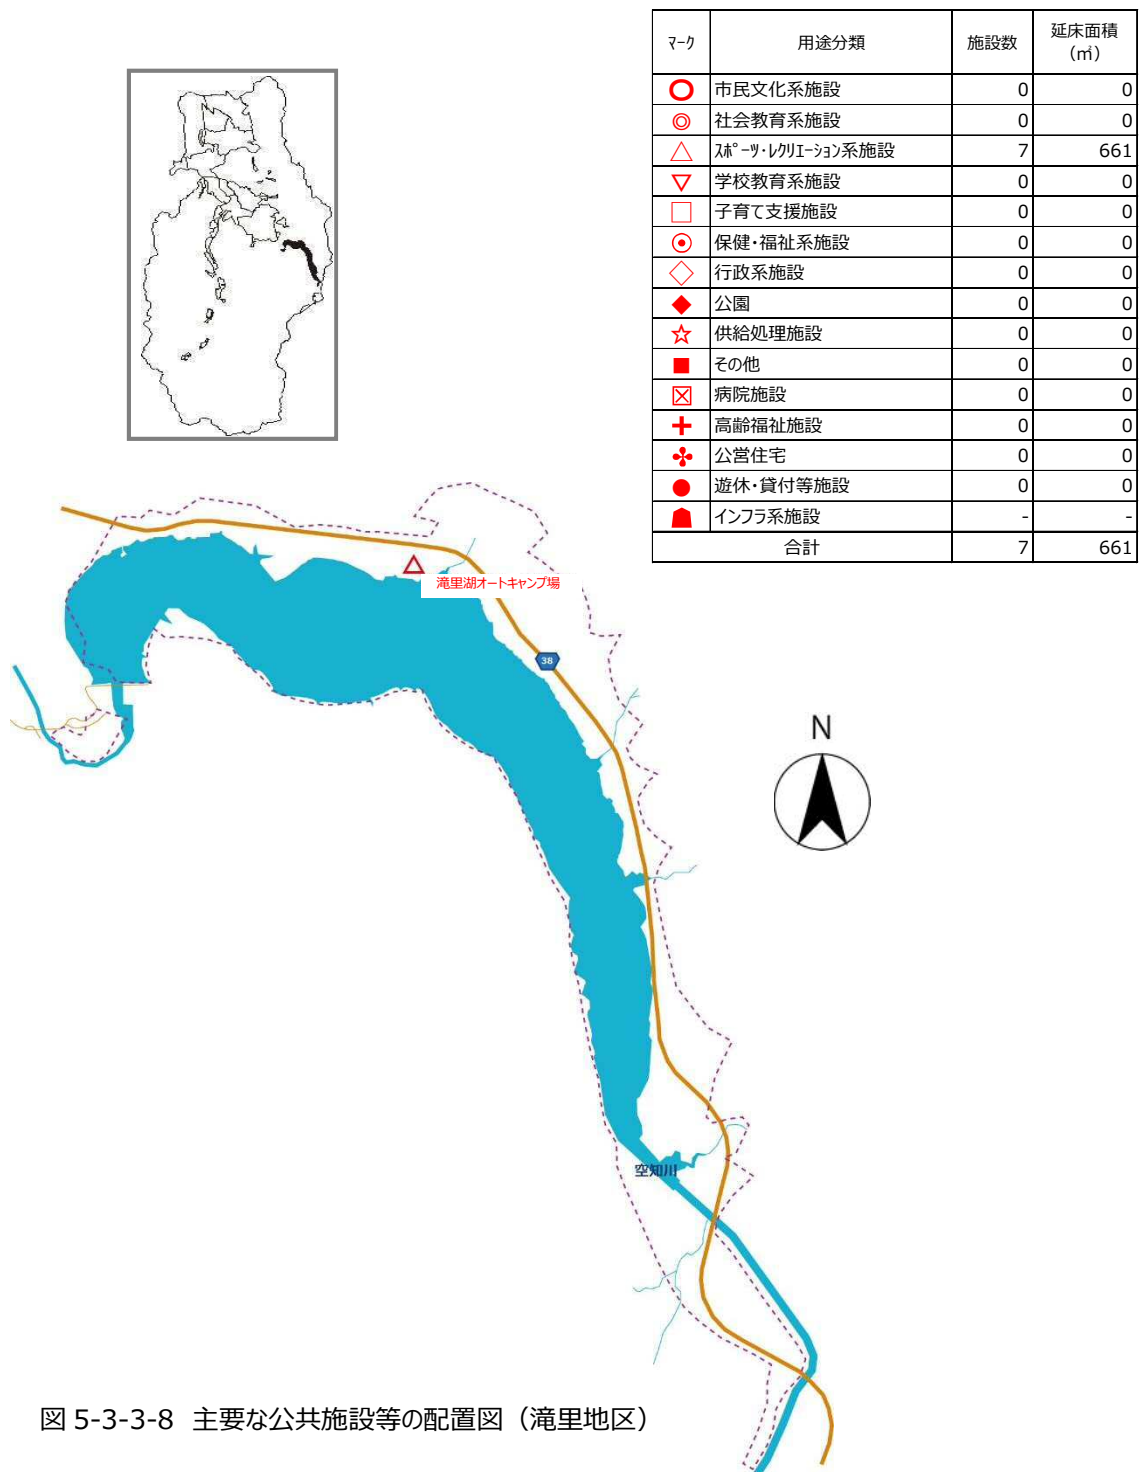 マーク 用途分類 施設数 延床面積（㎡）
市民文化系施設 0 0
社会教育系施設 0 0
スポーツ・レクリエーション系施設 7 661
学校教育系施設 0 0
子育て支援施設 0 0
保健・福祉系施設 0 0
行政系施設 0 0
公園 0 0
供給処理施設 0 0
その他 0 0
病院施設 0 0
高齢福祉施設 0 0
公営住宅 0 0
遊休・貸付等施設 0 0
インフラ系施設 - -
合計 7 661
滝里湖オートキャンプ場
38
N
空知川
図 5-3-3-8 主要な公共施設等の配置図（滝里地区）